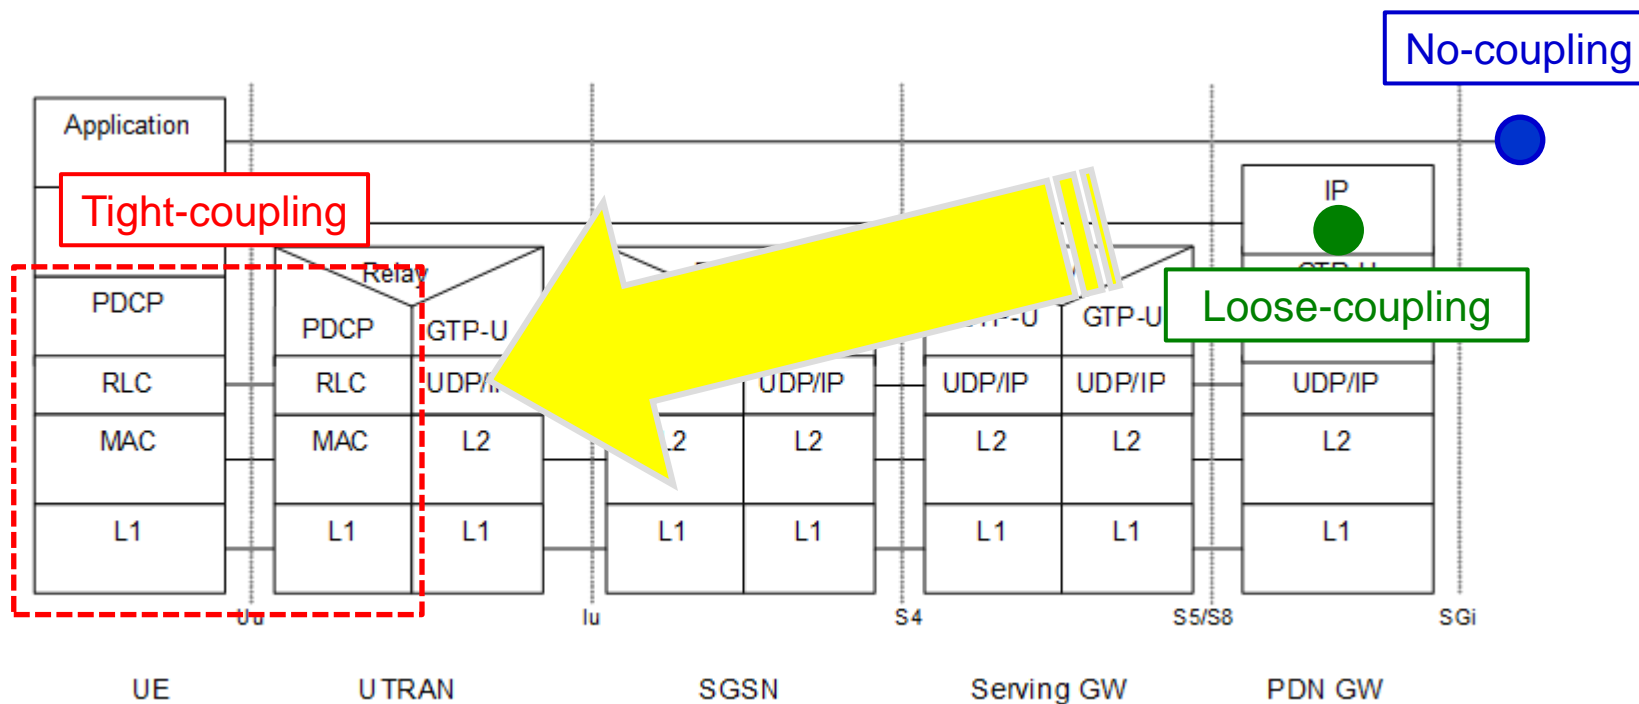 No-coupling
Application
Tight-coupling
IP
Relay
Loose-coupling
PDCP
PDCP
GTP-U
GTP-U
RLC
RLC
UDP/IP
UDP/IP
UDP/IP
UDP/IP
MAC
MAC
L2
L2
L2
L2
L2
L1
L1
L1
L1
L1
L1
L1
L1
Uu
Iu
S4
S5/S8
SGi
UE
UTRAN
SGSN
Serving GW
PDN GW